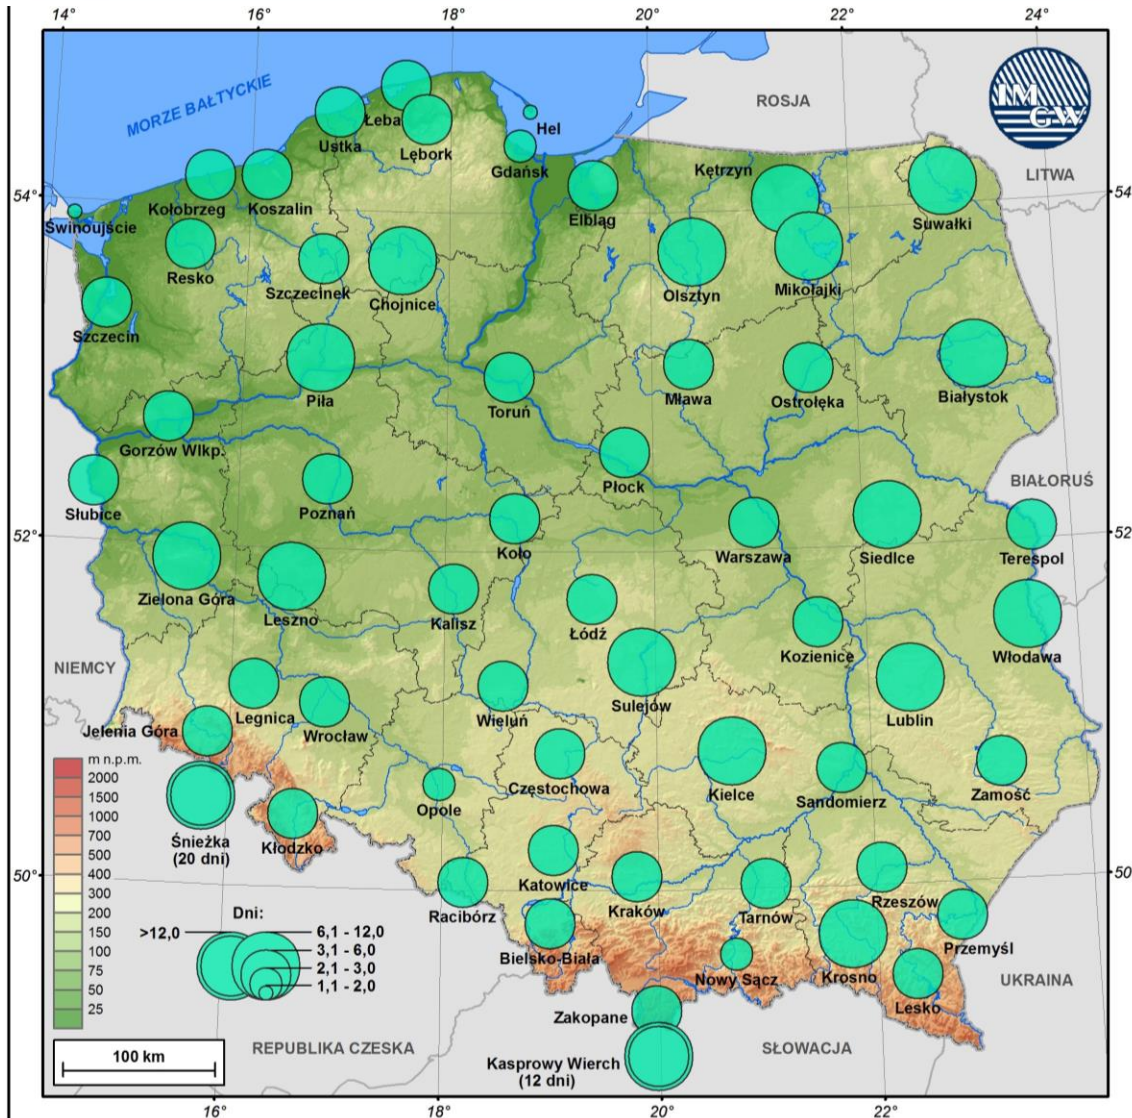 14°
16°
18°
20°
22°
24°
MORZE BAŁTYCKIE
ROSJA
IM
GW
LITWA
54°
54°
Łeba
Ustka
Lębork
Hel
Gdańsk
Kołobrzeg
Koszalin
Elbląg
Kętrzyn
Suwałki
Świnoujście
Resko
Szczecinek
Chojnice
Olsztyn
Mikołajki
Szczecin
Piła
Toruń
Mława
Ostrołęka
Białystok
Gorzów Wlkp.
Płock
BIAŁORUŚ
Słubice
Poznań
Koło
Warszawa
Siedlce
Terespol
52°
52°
Zielona Góra
Leszno
Kalisz
Łódź
Kozienice
Włodawa
NIEMCY
Legnica
Wrocław
Wieluń
Sulejów
Lublin
Jelenia Góra
Częstochowa
Kielce
Sandomierz
Zamość
Opole
Śnieżka
(20 dni)
Kłodzko
50°
50°
Racibórz
Katowice
Kraków
Tarnów
Rzeszów
Przemyśl
Bielsko-Biała
Nowy Sącz
Krosno
Lesko
UKRAINA
Zakopane
Kasprowy Wierch
(12 dni)
SŁOWACJA
REPUBLIKA CZESKA
m n.p.m.
2000
1500
1000
700
500
400
300
200
150
100
75
50
25
Dni:
>12,0
6,1 - 12,0
3,1 - 6,0
2,1 - 3,0
1,1 - 2,0
100 km
16°
18°
20°
22°